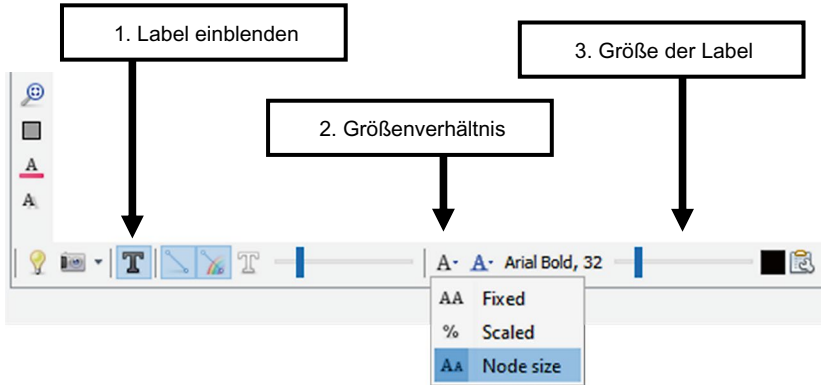 1. Label einblenden
3. Größe der Label
2. Größenverhältnis
A
A
T T A A Arial Bold, 32
AA Fixed
% Scaled
AA Node size